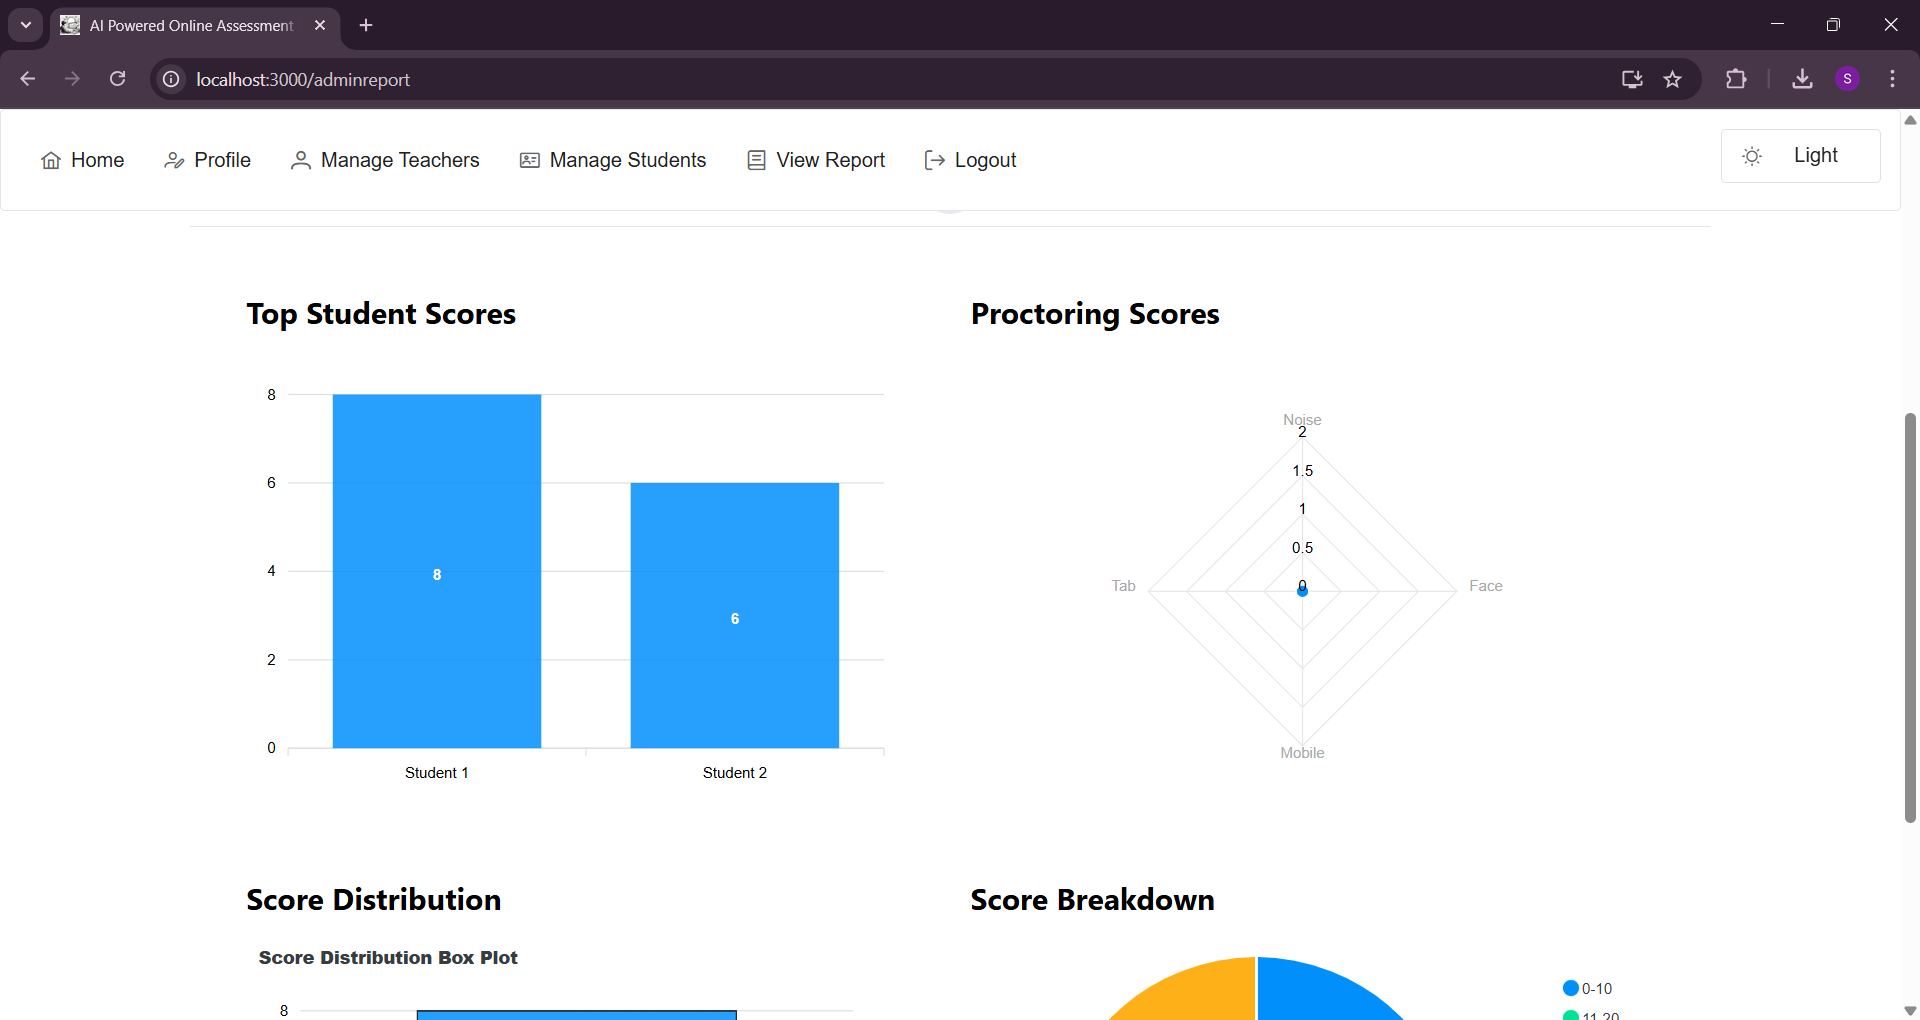 AI Powered Online Assessment
localhost:3000/adminreport
S
Home Profile Manage Teachers Manage Students View Report Logout Light
Top Student Scores
8
6
4
2
0
8
6
Student 1 Student 2
Proctoring Scores
Noise
2
1.5
1
0.5
0
Tab Face
Mobile
Score Distribution
Score Distribution Box Plot
8
Score Breakdown
0-10
11-20